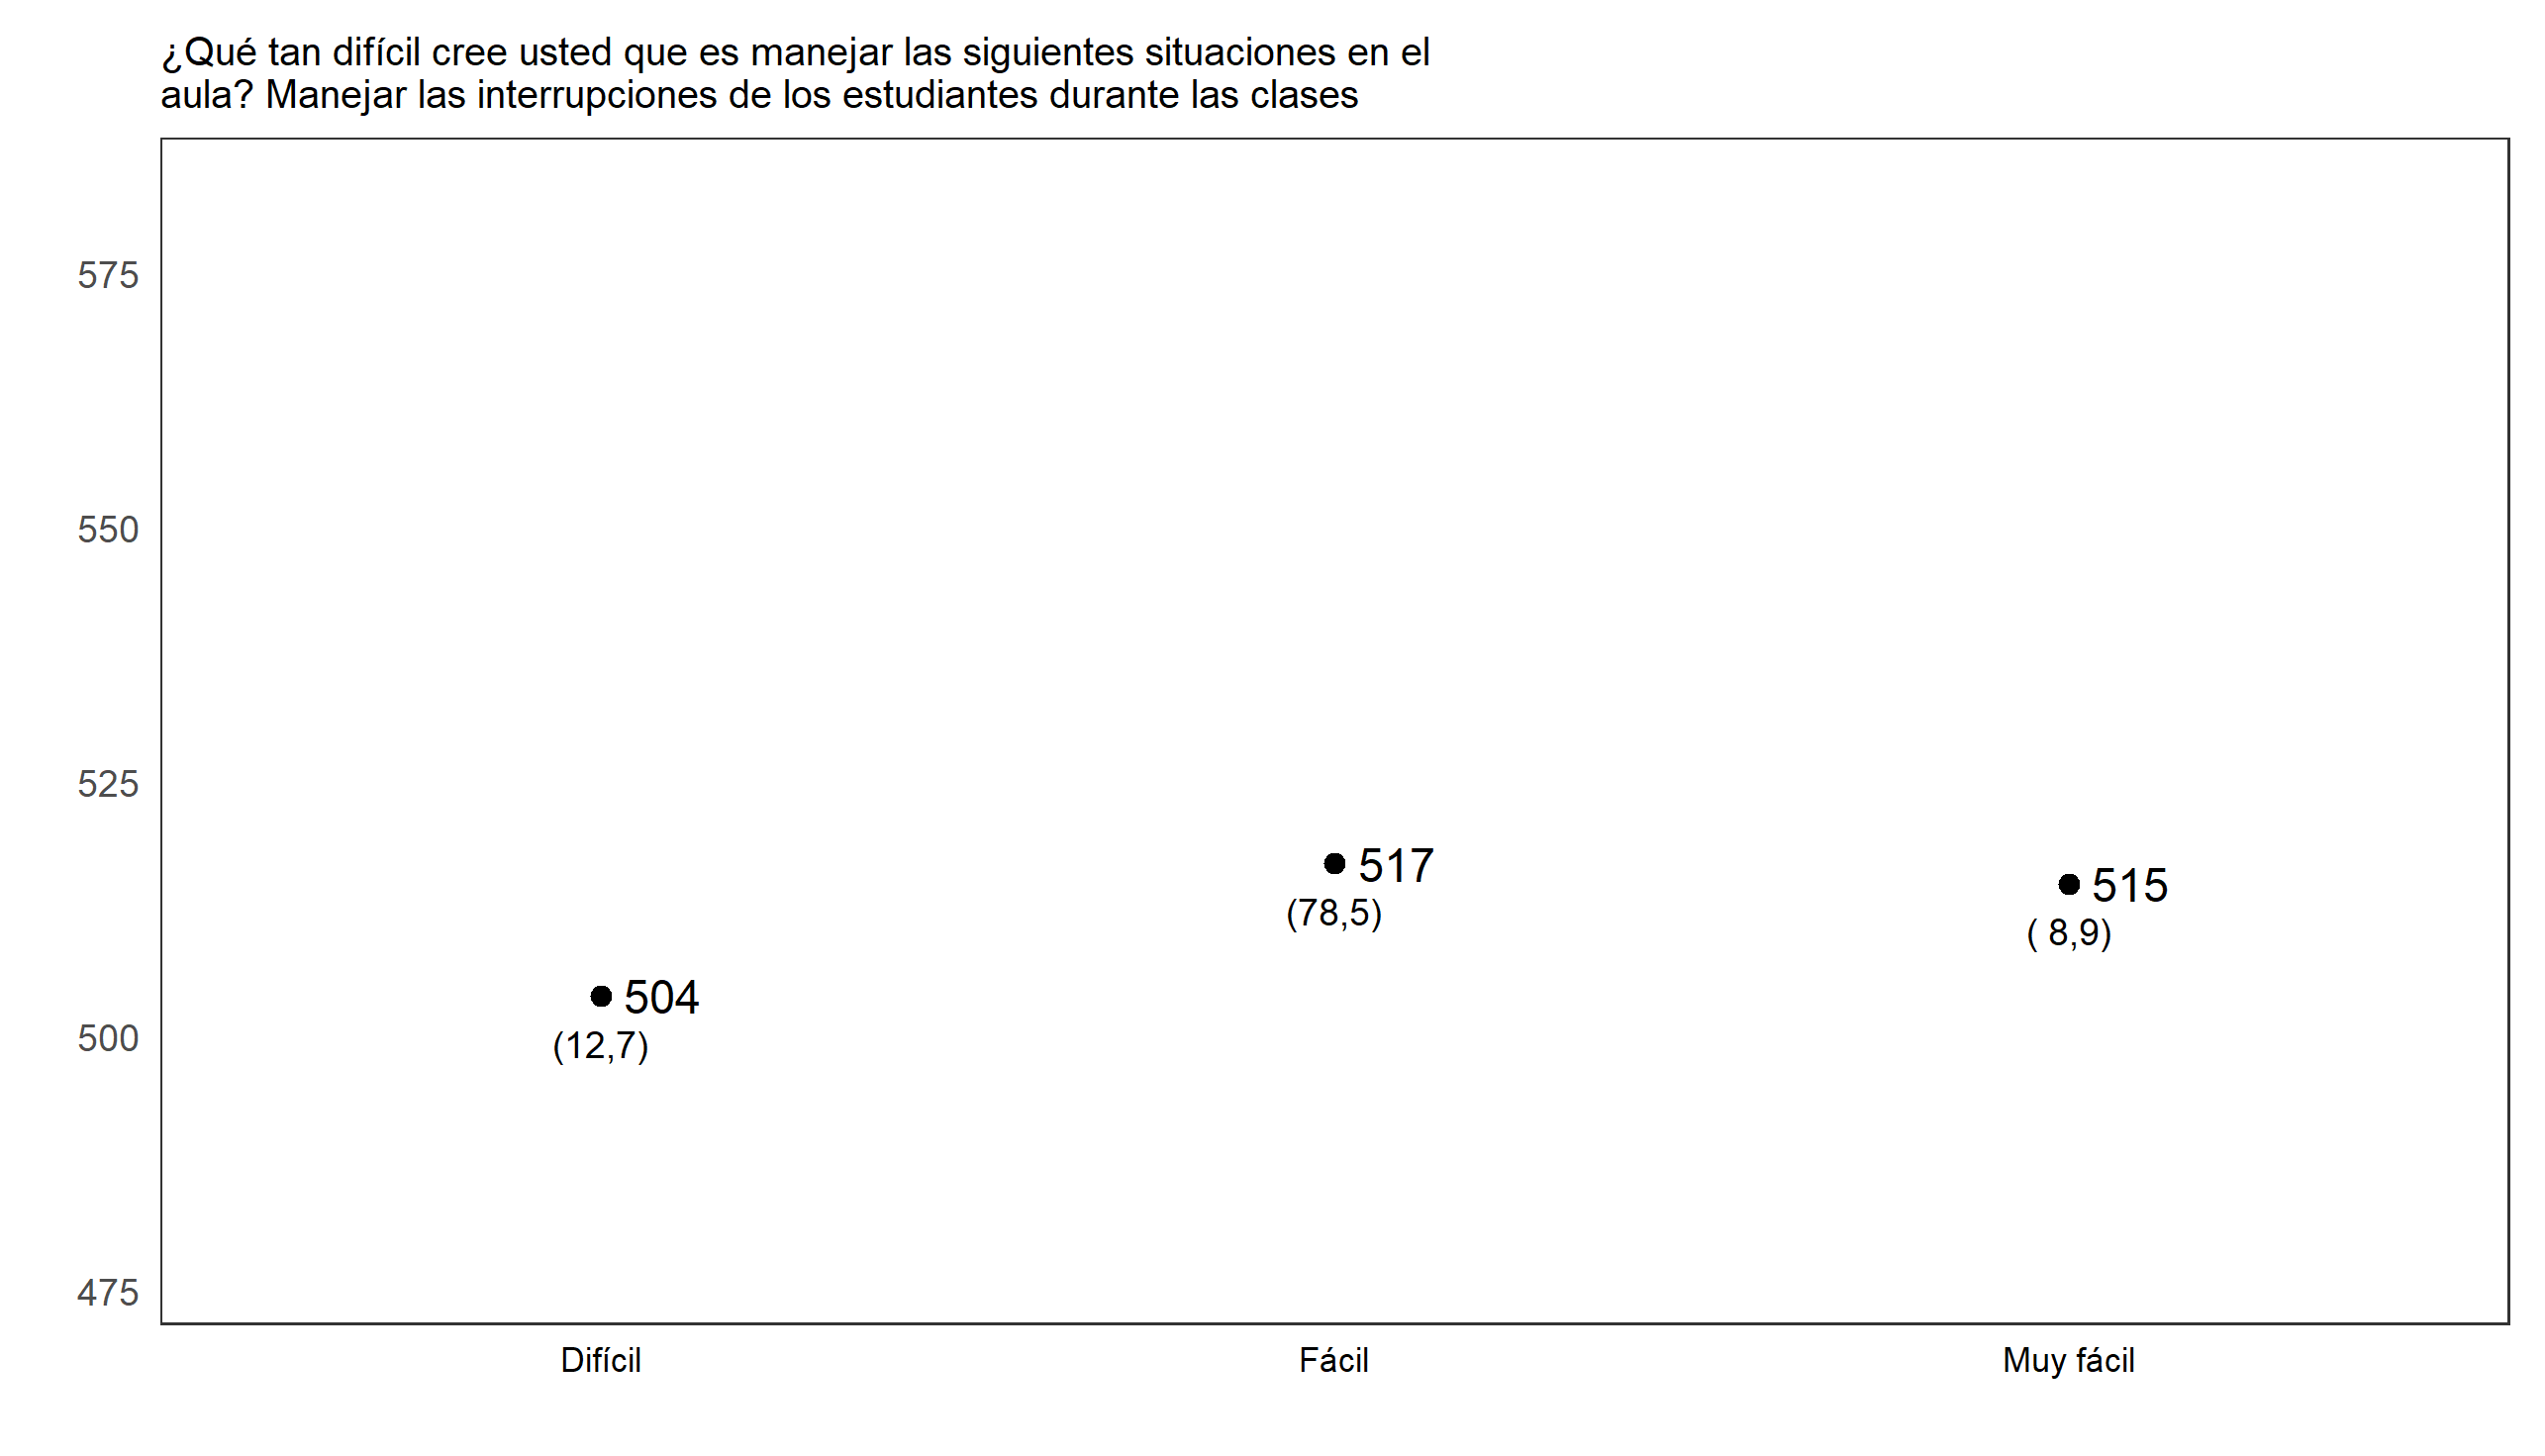 ¿Qué tan difícil cree usted que es manejar las siguientes situaciones en el
aula? Manejar las interrupciones de los estudiantes durante las clases
575
550
525
517
(78,5)
515
( 8,9)
504
(12,7)
500
475
Difícil
Fácil
Muy fácil